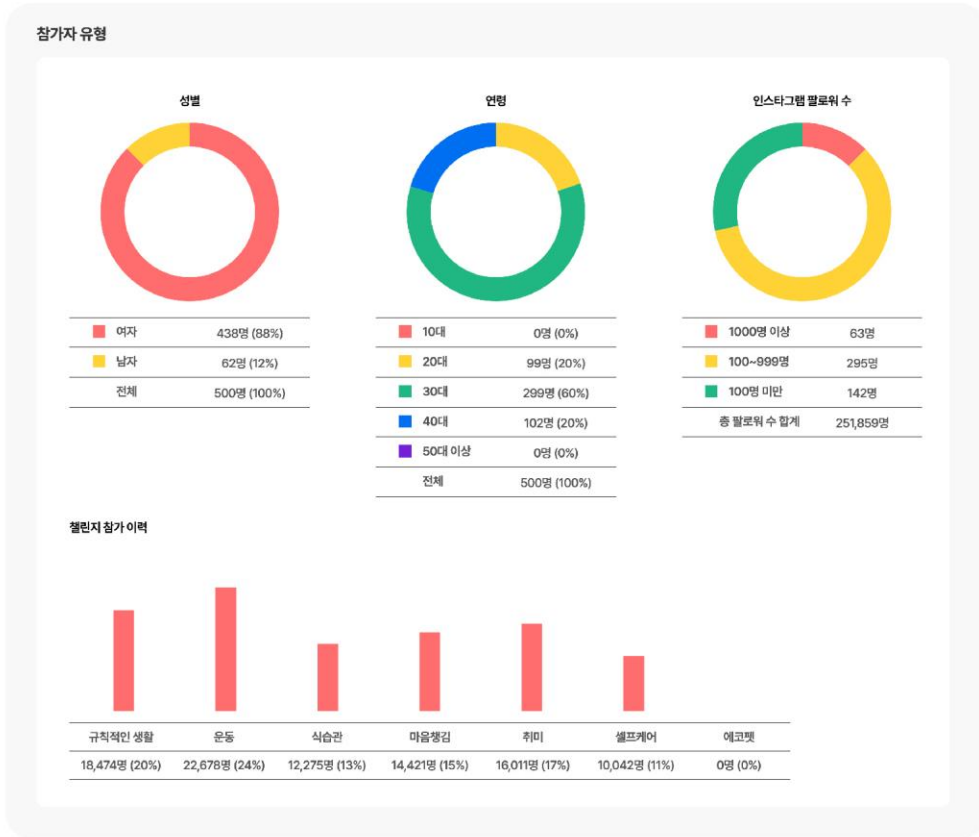 참가자 유형
성별
여자 438명 (88%)
남자 62명 (12%)
전체 500명 (100%)
연령
10대 0명 (0%)
20대 99명 (20%)
30대 299명 (60%)
40대 102명 (20%)
50대 이상 0명 (0%)
전체 500명 (100%)
인스타그램 팔로워 수
1000명 이상 63명
100~999명 295명
100명 미만 142명
총 팔로워 수 합계 251,859명
챌린지 참가 이력
규칙적인 생활 운동 식습관 마음챙김 취미 셀프케어 에코펫
18,474명 (20%) 22,678명 (24%) 12,275명 (13%) 14,421명 (15%) 16,011명 (17%) 10,042명 (11%) 0명 (0%)